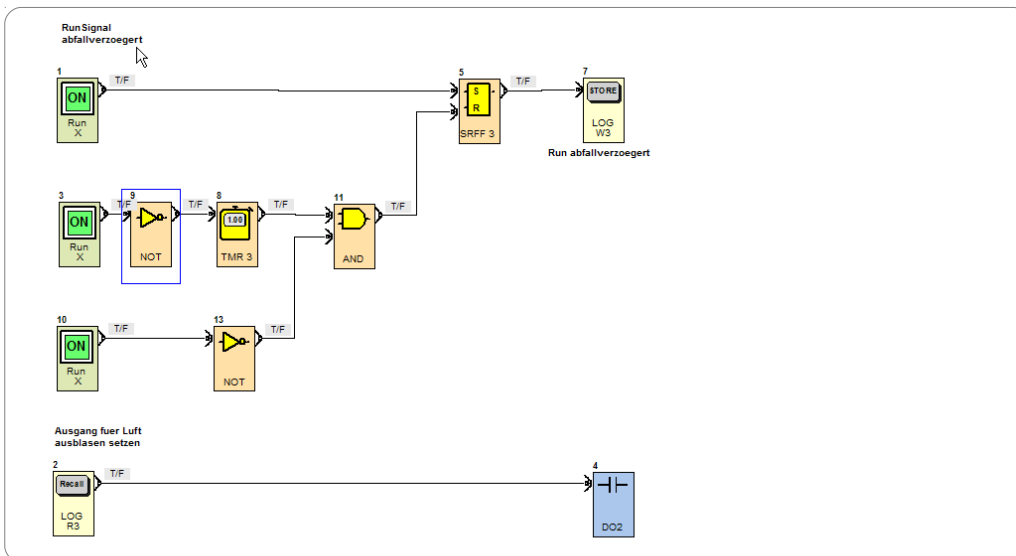 RunSignal
abfallverzoegert
1
ON
Run
X
T/F
5
S
R
SRFF 3
T/F
7
STORE
LOG
W3
Run abfallverzoegert
3
ON
Run
X
T/F
9
NOT
T/F
8
1.00
TMR 3
T/F
11
AND
T/F
10
ON
Run
X
T/F
13
NOT
T/F
Ausgang fuer Luft
ausblasen setzen
2
Recall
LOG
R3
T/F
4
DO2